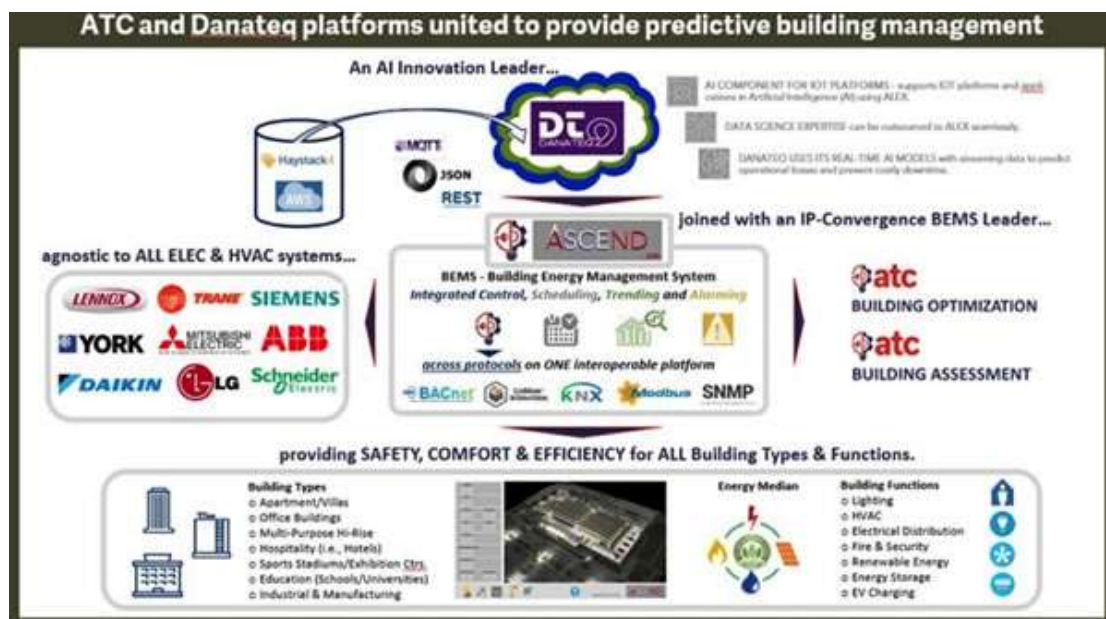 ATC and Danateq platforms united to provide predictive building management
An AI Innovation Leader...
AI COMPONENT FOR IOT PLATFORMS - supports IOT platforms and
in Artificial Intelligence (AI) using ALEX.
DATA SCIENCE EXPERTISE can be outsourced to ALEX seamlessly.
DANATEQ USES ITS REAL-TIME AI MODELS with streaming data to predict
operational losses and prevent costly downtime.
DANATEQ
Haystack4
AWS
MQTT
JSON
REST
joined with an IP-Convergence BEMS Leader...
agnostic to ALL ELEC & HVAC systems...
LENNOX
TRANE
SIEMENS
YORK
MITSUBISHI
ELECTRIC
ABB
DAIKIN
LG
Schneider
Electric
ASCEND
BEMS - Building Energy Management System
Integrated Control, Scheduling, Trending and Alarming
across protocols on ONE interoperable platform
BACnet
KNX
Modbus
SNMP
atc
BUILDING OPTIMIZATION
atc
BUILDING ASSESSMENT
providing SAFETY, COMFORT & EFFICIENCY for ALL Building Types & Functions.
Building Types
o Apartment/Villas
o Office Buildings
o Multi-Purpose Hi-Rise
o Hospitality (i.e., Hotels)
o Sports Stadiums/Exhibition Ctrs.
o Education (Schools/Universities)
o Industrial & Manufacturing
Energy Median
Building Functions
o Lighting
o HVAC
o Electrical Distribution
o Fire & Security
o Renewable Energy
o Energy Storage
o EV Charging